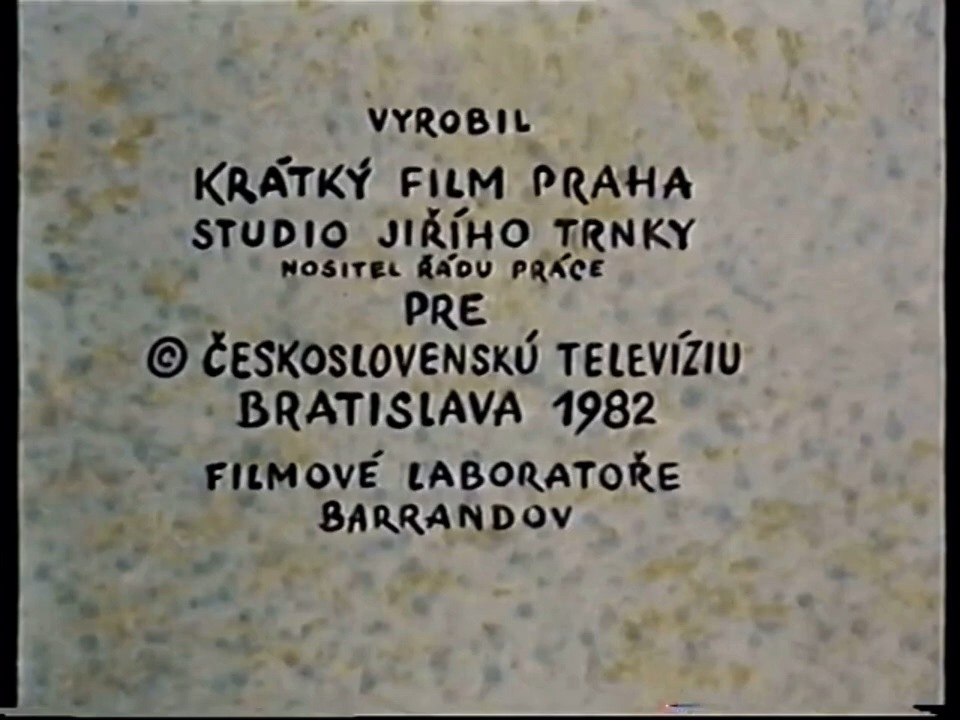 VYROBIL
KRÁTKÝ FILM PRAHA
STUDIO JIŘÍHO TRNKY
NOSITEL ŘÁDU PRÁCE
PRE
© ČESKOSLOVENSKÚ TELEVÍZIU
BRATISLAVA 1982
FILMOVÉ LABORATOŘE
BARRANDOV